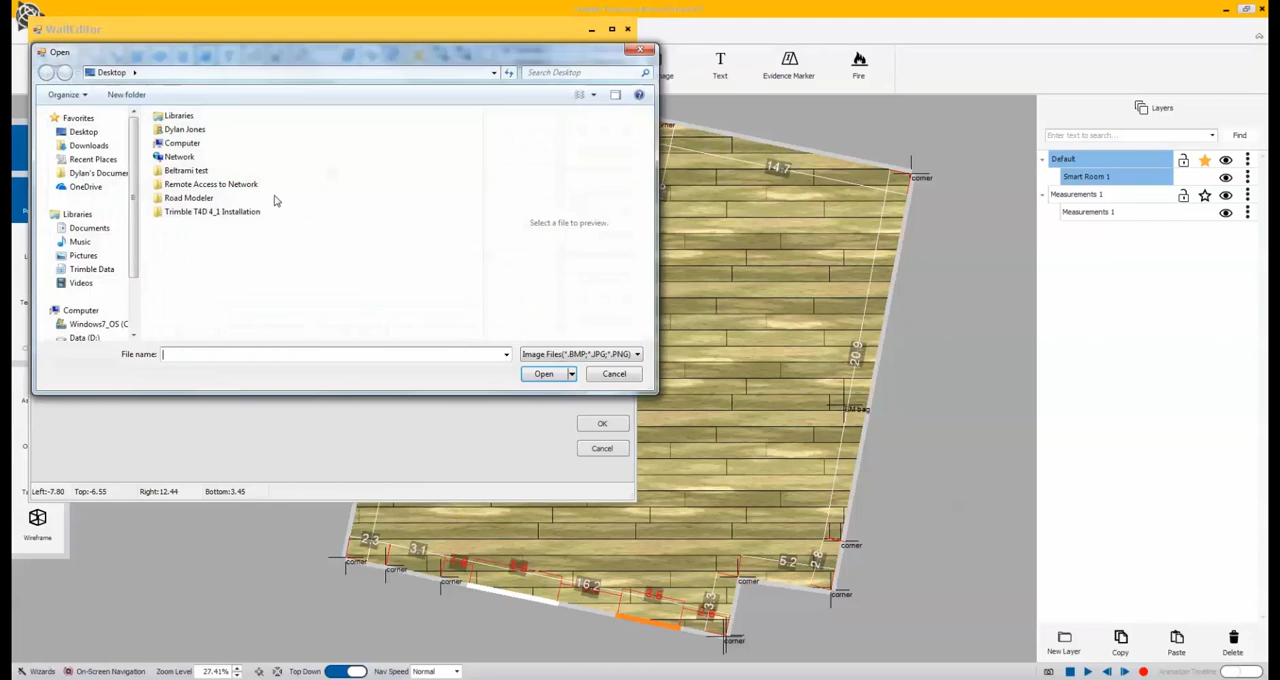 WallEditor
Open
Desktop
Search Desktop
Organize
New folder
Favorites
Desktop
Downloads
Recent Places
Dylan's Docume
OneDrive
Libraries
Documents
Music
Pictures
Trimble Data
Videos
Computer
Windows7_OS (C
Data (D:)
Libraries
Dylan Jones
Computer
Network
Beltrami test
Remote Access to Network
Road Modeler
Trimble T4D 4_1 Installation
Select a file to preview.
File name:
Image Files(*.BMP;*.JPG;*.PNG)
Open
Cancel
OK
Cancel
Left:-7.80 Top:-6.55 Right:12.44 Bottom:3.45
Wireframe
Text
Evidence Marker
Fire
Layers
Enter text to search...
Find
Default
Smart Room 1
Measurements 1
Measurements 1
corner
14.7
corner
20.9
2.3
3.1
16.2
5.2
2.8
3.3
corner
corner
corner
corner
corner
corner
corner
New Layer
Copy
Paste
Delete
Wizards
On-Screen Navigation
Zoom Level
27.41%
Top Down
Nav Speed
Normal
Animation Timeline